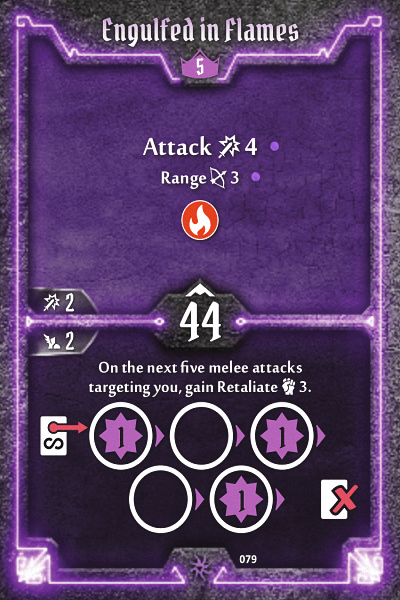 Engulfed in Flames
5
Attack 4
Range 3
2
44
2
On the next five melee attacks
targeting you, gain Retaliate 3.
S
1
1
1
079